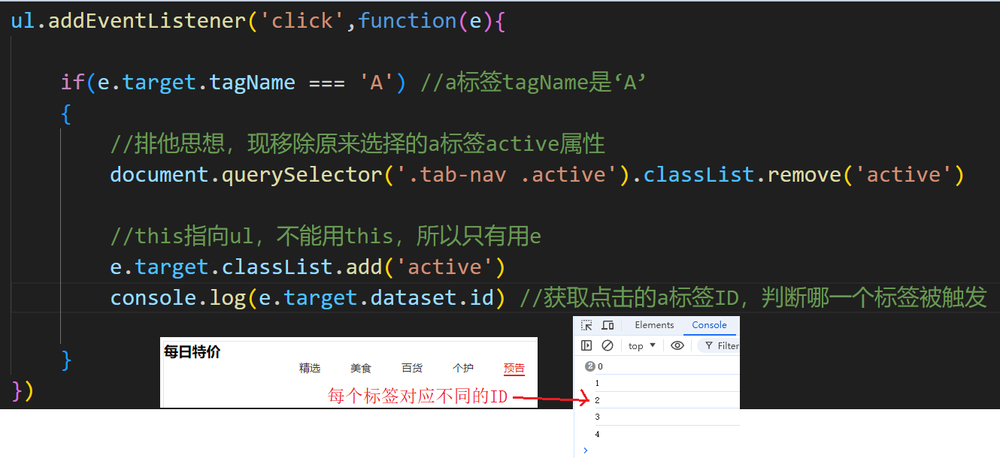 ul.addEventListener('click',function(e){
if(e.target.tagName === 'A') //a标签tagName是‘A’
{
//排他思想，现移除原来选择的a标签active属性
document.querySelector('.tab-nav .active').classList.remove('active')
//this指向ul，不能用this，所以只有用e
e.target.classList.add('active')
console.log(e.target.dataset.id) //获取点击的a标签ID，判断哪一个标签被触发
}
})
每日特价
精选 美食 百货 个护 预告
每个标签对应不同的ID
Elements Console
top Filter
2 0
1
2
3
4
>